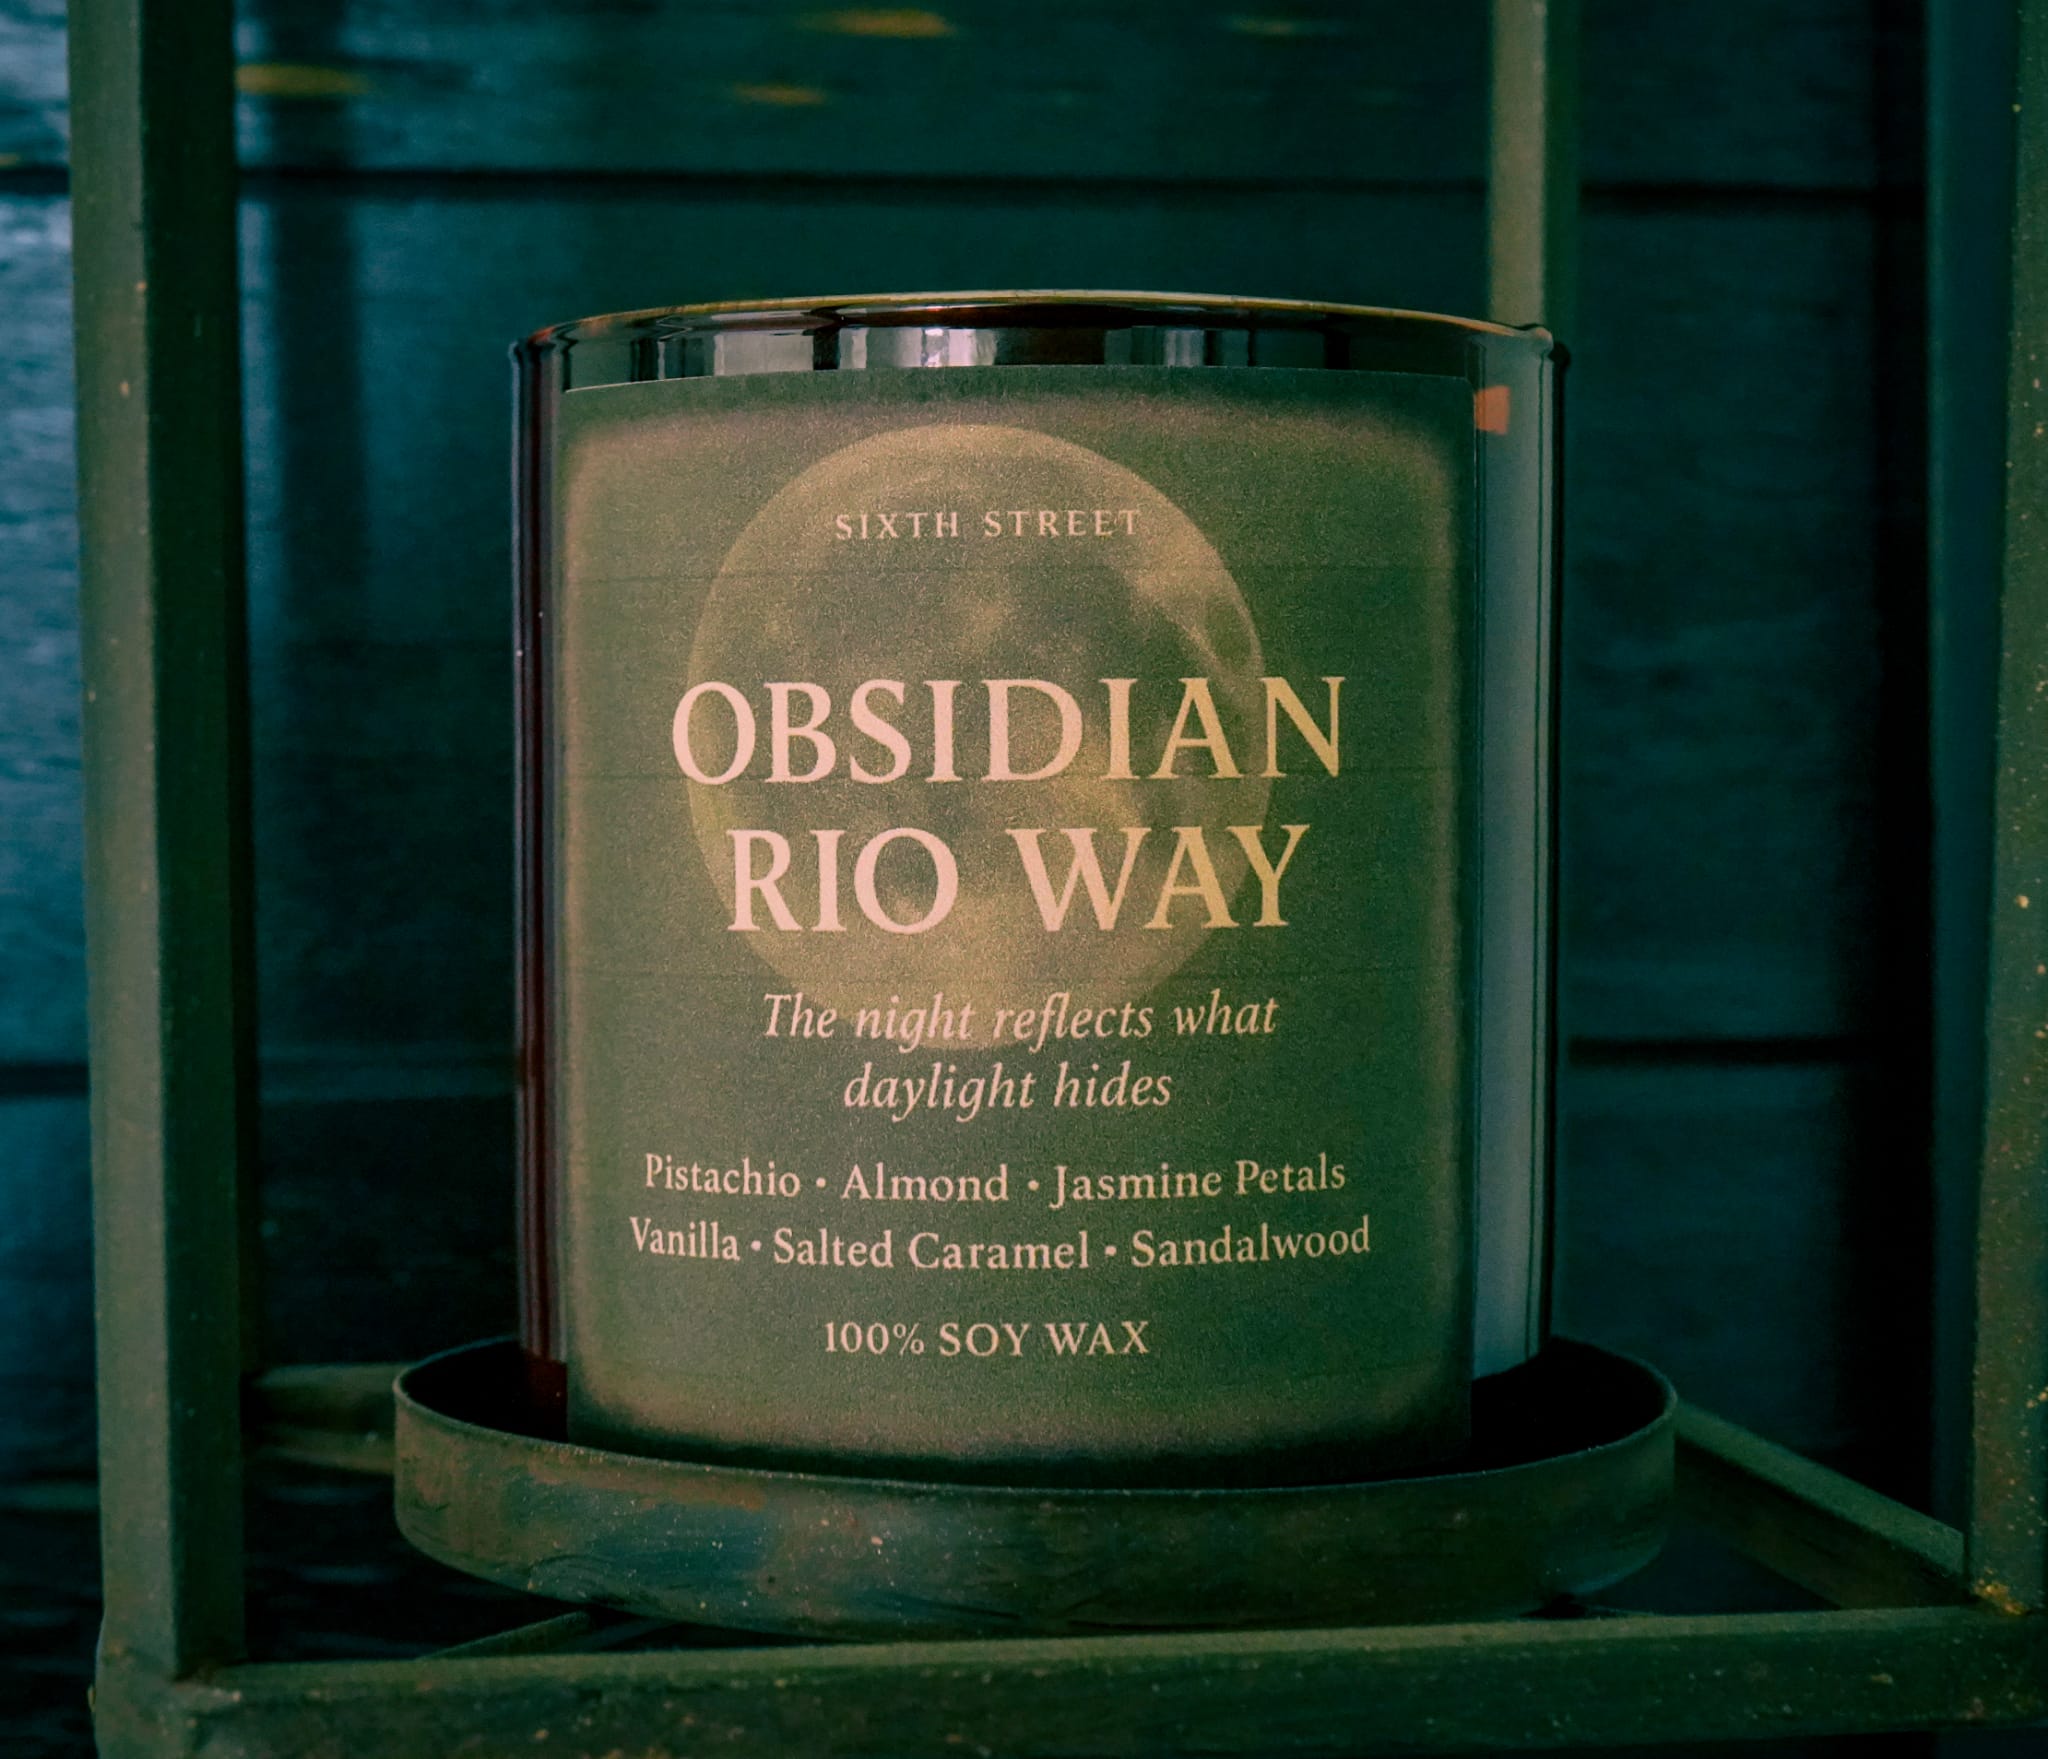 SIXTH STREET
OBSIDIAN
RIO WAY
The night reflects what
daylight hides
Pistachio • Almond • Jasmine Petals
Vanilla • Salted Caramel • Sandalwood
100% SOY WAX